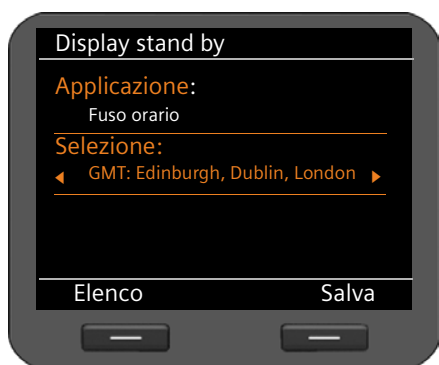 Display stand by
Applicazione:
Fuso orario
Selezione:
GMT: Edinburgh, Dublin, London
Elenco Salva